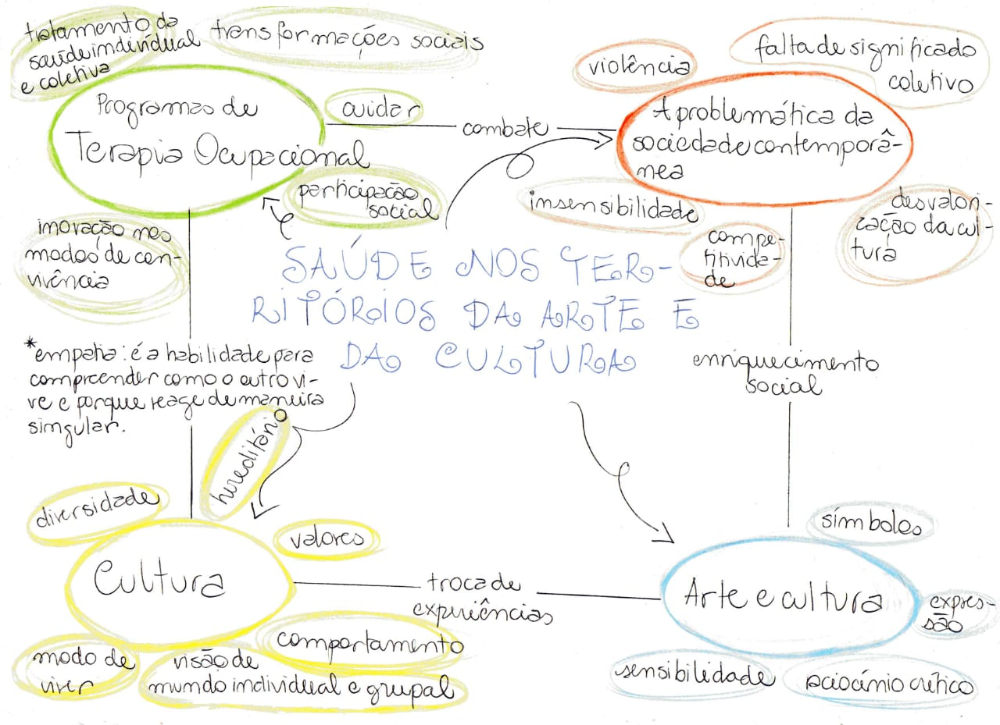 tratamento da
saúde individual
e coletiva
transformações sociais
Programas de
Terapia Ocupacional
cuidar
participação
social
inovação nos
modos de con-
vivência
combate
violência
falta de significado
coletivo
A problemática da
sociedade contemporâ-
nea
insensibilidade
compe-
titivida-
de
desvalori-
zação da cul-
tura
SAÚDE NOS TER-
RITÓRIOS DA ARTE E
DA CULTURA
*empatia: é a habilidade para
compreender como o outro vi-
ve e porque reage de maneira
singular.
enriquecimento
social
hereditário
diversidade
valores
Cultura
modo de
viver
visão de
mundo individual e grupal
comportamento
troca de
experiências
símbolos
Arte e cultura
expres-
são
sensibilidade
raciocínio crítico